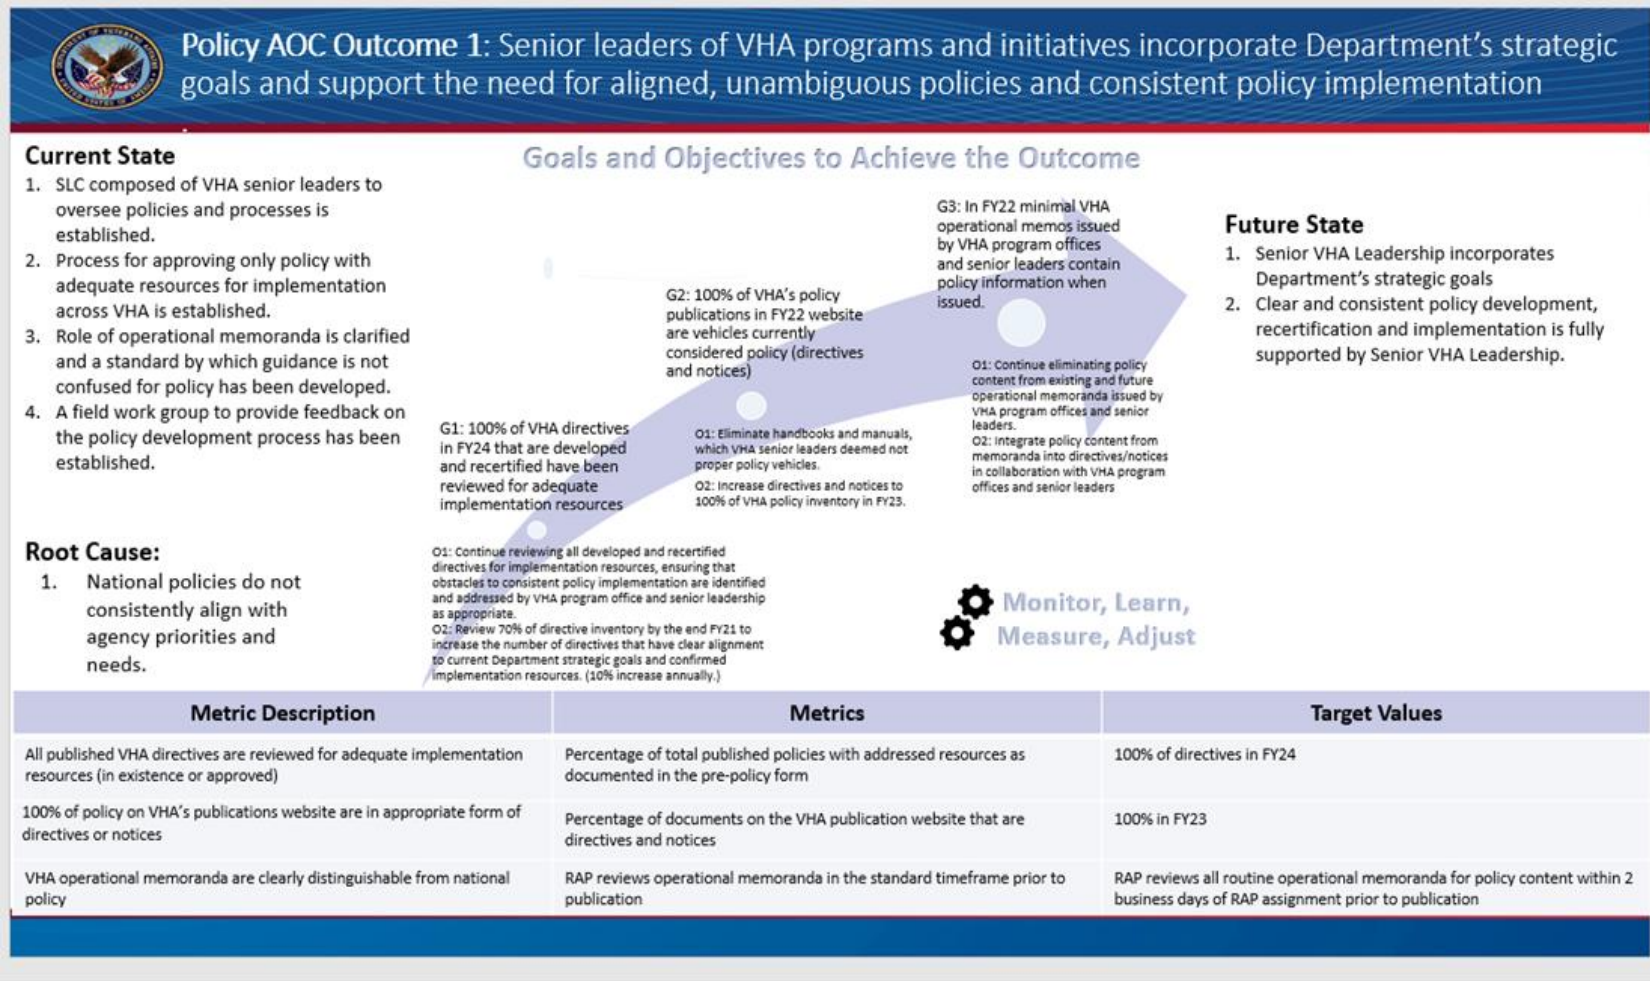 Policy AOC Outcome 1: Senior leaders of VHA programs and initiatives incorporate Department's strategic
goals and support the need for aligned, unambiguous policies and consistent policy implementation
.
Current State
1. SLC composed of VHA senior leaders to
oversee policies and processes is
established.
2. Process for approving only policy with
adequate resources for implementation
across VHA is established.
3. Role of operational memoranda is clarified
and a standard by which guidance is not
confused for policy has been developed.
4. A field work group to provide feedback on
the policy development process has been
established.
Root Cause:
1. National policies do not
consistently align with
agency priorities and
needs.
Goals and Objectives to Achieve the Outcome
G1: 100% of VHA directives
in FY24 that are developed
and recertified have been
reviewed for adequate
implementation resources
O1: Continue reviewing all developed and recertified
directives for implementation resources, ensuring that
obstacles to consistent policy implementation are identified
and addressed by VHA program office and senior leadership
as appropriate.
O2: Review 70% of directive inventory by the end FY21 to
increase the number of directives that have clear alignment
to current Department strategic goals and confirmed
implementation resources. (10% increase annually.)
G2: 100% of VHA's policy
publications in FY22 website
are vehicles currently
considered policy (directives
and notices)
O1: Eliminate handbooks and manuals,
which VHA senior leaders deemed not
proper policy vehicles.
O2: Increase directives and notices to
100% of VHA policy inventory in FY23.
G3: In FY22 minimal VHA
operational memos issued
by VHA program offices
and senior leaders contain
policy information when
issued.
O1: Continue eliminating policy
content from existing and future
operational memoranda issued by
VHA program offices and senior
leaders.
O2: Integrate policy content from
memoranda into directives/notices
in collaboration with VHA program
offices and senior leaders
Future State
1. Senior VHA Leadership incorporates
Department's strategic goals
2. Clear and consistent policy development,
recertification and implementation is fully
supported by Senior VHA Leadership.
Monitor, Learn,
Measure, Adjust
Metric Description
Metrics
Target Values
All published VHA directives are reviewed for adequate implementation
resources (in existence or approved)
Percentage of total published policies with addressed resources as
documented in the pre-policy form
100% of directives in FY24
100% of policy on VHA's publications website are in appropriate form of
directives or notices
Percentage of documents on the VHA publication website that are
directives and notices
100% in FY23
VHA operational memoranda are clearly distinguishable from national
policy
RAP reviews operational memoranda in the standard timeframe prior to
publication
RAP reviews all routine operational memoranda for policy content within 2
business days of RAP assignment prior to publication